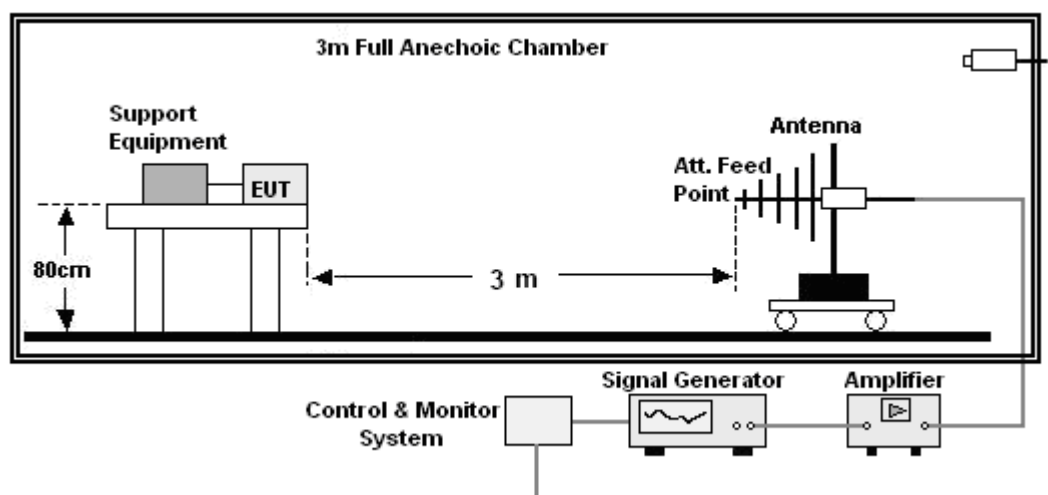 3m Full Anechoic Chamber
Support
Equipment
EUT
80cm
3 m
Antenna
Att. Feed
Point
Signal Generator
Amplifier
Control & Monitor
System